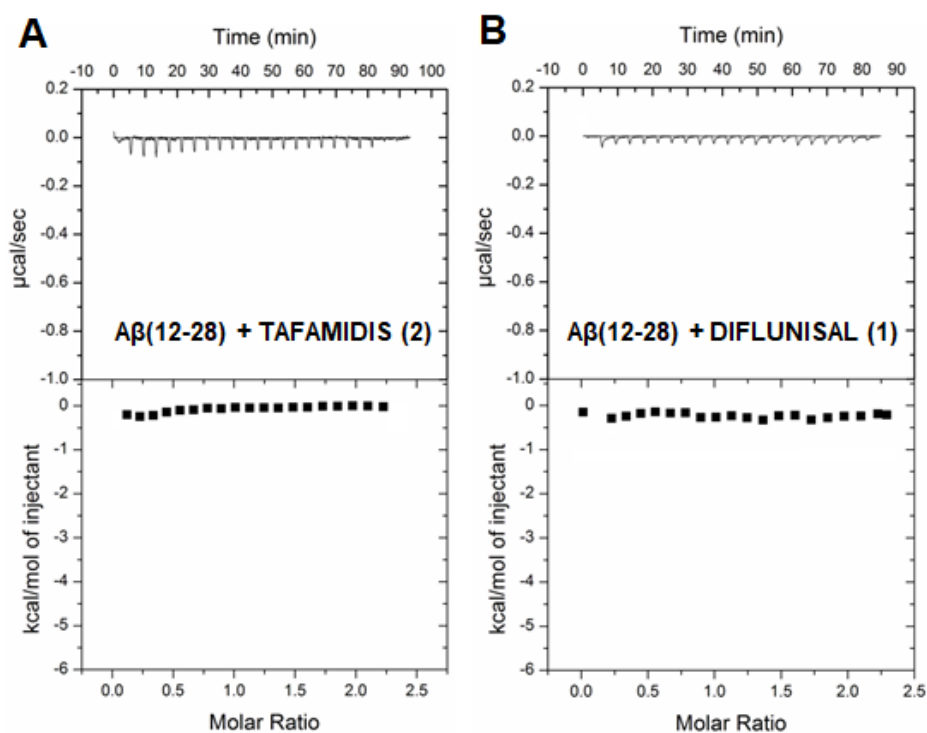 A
Time (min)
-10 0 10 20 30 40 50 60 70 80 90 100
0.2
0.0
-0.2
-0.4
-0.6
-0.8
-1.0
µcal/sec
Aβ(12-28) + TAFAMIDIS (2)
0
-1
-2
-3
-4
-5
-6
kcal/mol of injectant
0.0 0.5 1.0 1.5 2.0 2.5
Molar Ratio
B
Time (min)
-10 0 10 20 30 40 50 60 70 80 90
0.2
0.0
-0.2
-0.4
-0.6
-0.8
-1.0
µcal/sec
Aβ(12-28) + DIFLUNISAL (1)
0
-1
-2
-3
-4
-5
-6
kcal/mol of injectant
0.0 0.5 1.0 1.5 2.0 2.5
Molar Ratio